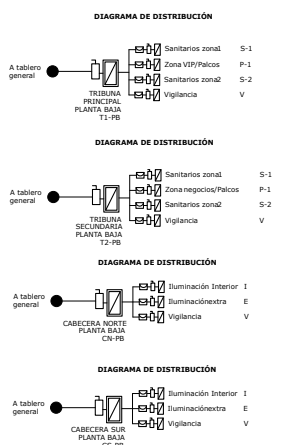 DIAGRAMA DE DISTRIBUCIÓN
A tablero
general
Sanitarios zona1 S-1
Zona VIP/Palcos P-1
Sanitarios zona2 S-2
Vigilancia V
TRIBUNA
PRINCIPAL
PLANTA BAJA
T1-PB
DIAGRAMA DE DISTRIBUCIÓN
A tablero
general
Sanitarios zona1 S-1
Zona negocios/Palcos P-1
Sanitarios zona2 S-2
Vigilancia V
TRIBUNA
SECUNDARIA
PLANTA BAJA
T2-PB
DIAGRAMA DE DISTRIBUCIÓN
A tablero
general
Iluminación Interior I
Iluminaciónextra E
Vigilancia V
CABECERA NORTE
PLANTA BAJA
CN-PB
DIAGRAMA DE DISTRIBUCIÓN
A tablero
general
Iluminación Interior I
Iluminaciónextra E
Vigilancia V
CABECERA SUR
PLANTA BAJA
CS-PB